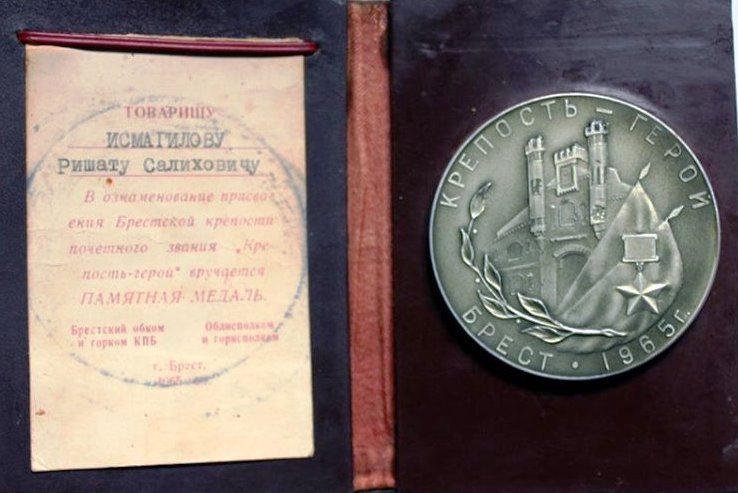 ТОВАРИЩУ
ИСМАГИЛОВУ
Ришату Салиховичу
В ознаменование присво-
ения Брестской крепости
почетного звания „Кре-
пость-герой" вручается
ПАМЯТНАЯ МЕДАЛЬ.
Брестский обком Облисполком
и горком КПБ и горисполком
г. Брест,
1965
КРЕПОСТЬ – ГЕРОЙ
БРЕСТ · 1965г.